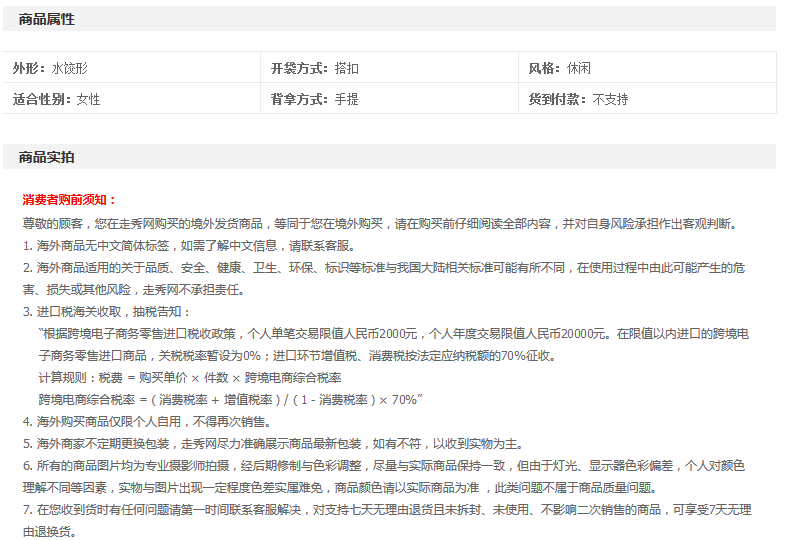 商品属性
外形：水饺形 开袋方式：搭扣 风格：休闲
适合性别：女性 背拿方式：手提 货到付款：不支持
商品实拍
消费者购前须知：
尊敬的顾客，您在走秀网购买的境外发货商品，等同于您在境外购买，请在购买前仔细阅读全部内容，并对自身风险承担作出客观判断。
1. 海外商品无中文简体标签，如需了解中文信息，请联系客服。
2. 海外商品适用的关于品质、安全、健康、卫生、环保、标识等标准与我国大陆相关标准可能有所不同，在使用过程中由此可能产生的危
害、损失或其他风险，走秀网不承担责任。
3. 进口税海关收取，抽税告知：
“根据跨境电子商务零售进口税收政策，个人单笔交易限值人民币2000元，个人年度交易限值人民币20000元。在限值以内进口的跨境电
子商务零售进口商品，关税税率暂设为0%；进口环节增值税、消费税按法定应纳税额的70%征收。
计算规则：税费 = 购买单价 × 件数 × 跨境电商综合税率
跨境电商综合税率 =（ 消费税率 + 增值税率 ) / ( 1 - 消费税率 ) × 70%”
4. 海外购买商品仅限个人自用，不得再次销售。
5. 海外商家不定期更换包装，走秀网尽力准确展示商品最新包装，如有不符，以收到实物为主。
6. 所有的商品图片均为专业摄影师拍摄，经后期修制与色彩调整，尽量与实际商品保持一致，但由于灯光、显示器色彩偏差，个人对颜色
理解不同等因素，实物与图片出现一定程度色差实属难免，商品颜色请以实际商品为准 ，此类问题不属于商品质量问题。
7. 在您收到货时有任何问题请第一时间联系客服解决，对支持七天无理由退货且未拆封、未使用、不影响二次销售的商品，可享受7天无理
由退换货。